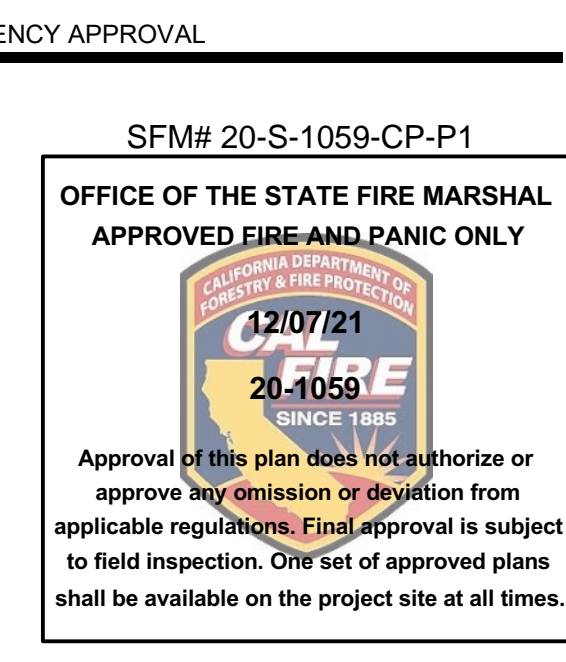 ENCY APPROVAL
SFM# 20-S-1059-CP-P1
OFFICE OF THE STATE FIRE MARSHAL
APPROVED FIRE AND PANIC ONLY
CALIFORNIA DEPARTMENT OF
FORESTRY & FIRE PROTECTION
12/07/21
CAL
FIRE
20-1059
SINCE 1885
Approval of this plan does not authorize or
approve any omission or deviation from
applicable regulations. Final approval is subject
to field inspection. One set of approved plans
shall be available on the project site at all times.